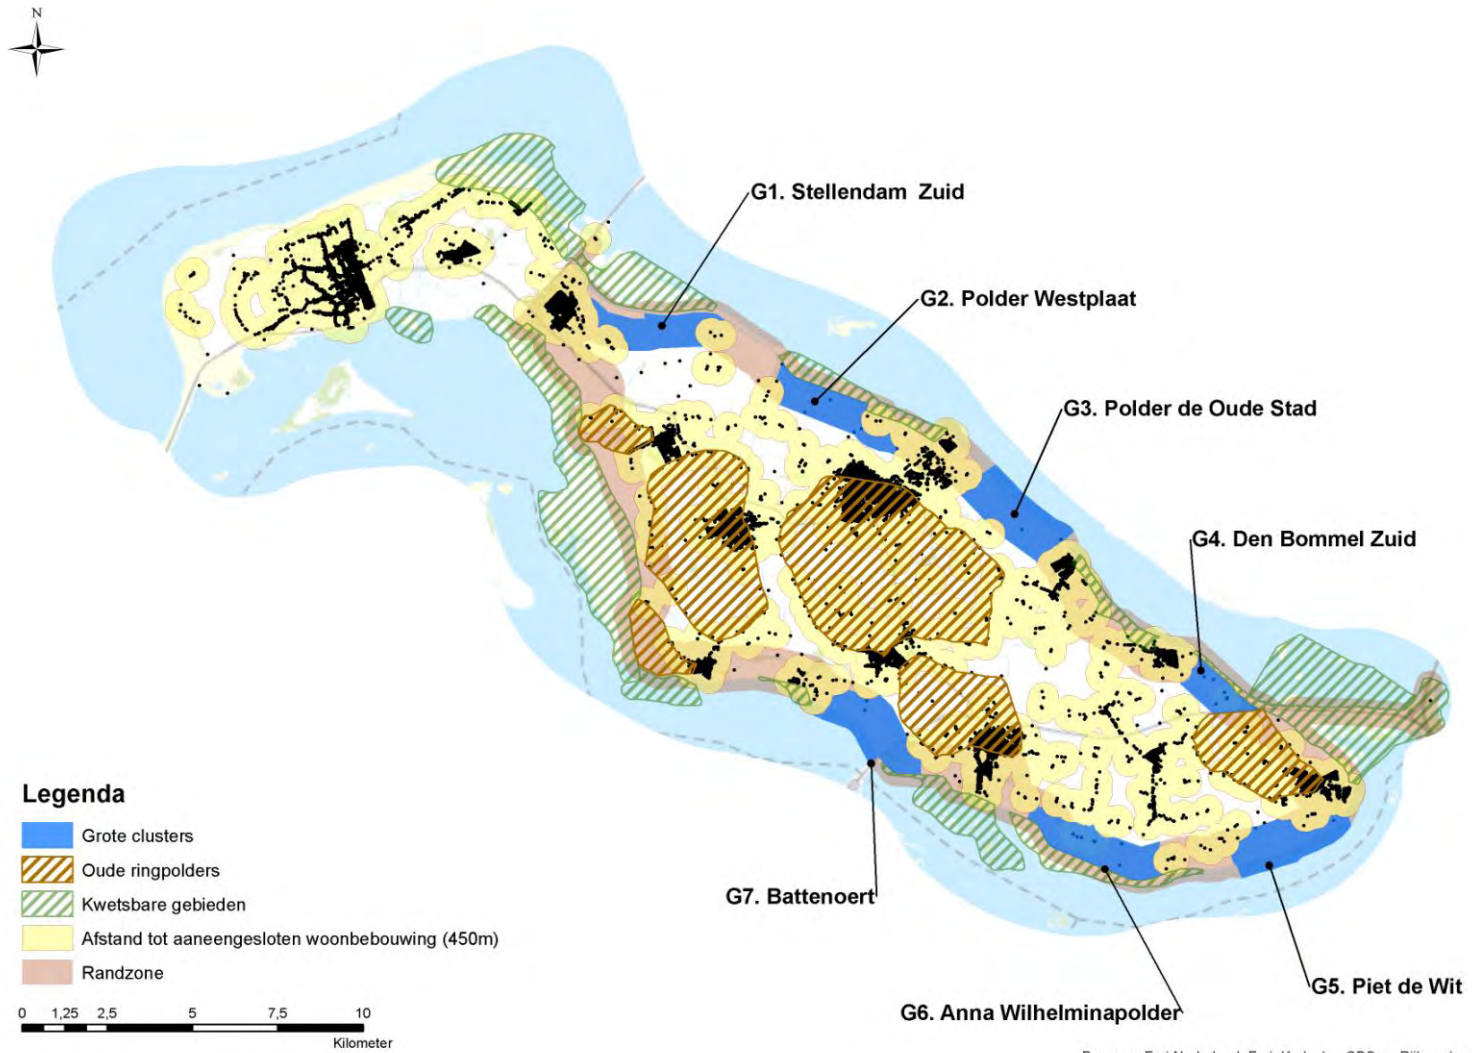 N
G1. Stellendam Zuid
G2. Polder Westplaat
G3. Polder de Oude Stad
G4. Den Bommel Zuid
Legenda
Grote clusters
Oude ringpolders
Kwetsbare gebieden
G7. Battenoert
Afstand tot aaneengesloten woonbebouwing (450m)
Randzone
G5. Piet de Wit
G6. Anna Wilhelminapolder
0 1,25 2,5 5 7,5 10
Kilometer